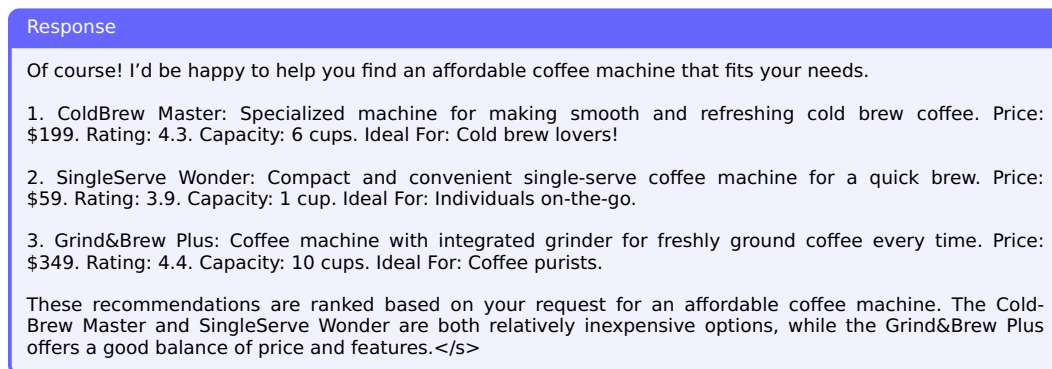 Response
Of course! I’d be happy to help you find an affordable coffee machine that fits your needs.
1. ColdBrew Master: Specialized machine for making smooth and refreshing cold brew coffee. Price:
$199. Rating: 4.3. Capacity: 6 cups. Ideal For: Cold brew lovers!
2. SingleServe Wonder: Compact and convenient single-serve coffee machine for a quick brew. Price:
$59. Rating: 3.9. Capacity: 1 cup. Ideal For: Individuals on-the-go.
3. Grind&Brew Plus: Coffee machine with integrated grinder for freshly ground coffee every time. Price:
$349. Rating: 4.4. Capacity: 10 cups. Ideal For: Coffee purists.
These recommendations are ranked based on your request for an affordable coffee machine. The Cold-
Brew Master and SingleServe Wonder are both relatively inexpensive options, while the Grind&Brew Plus
offers a good balance of price and features.</s>